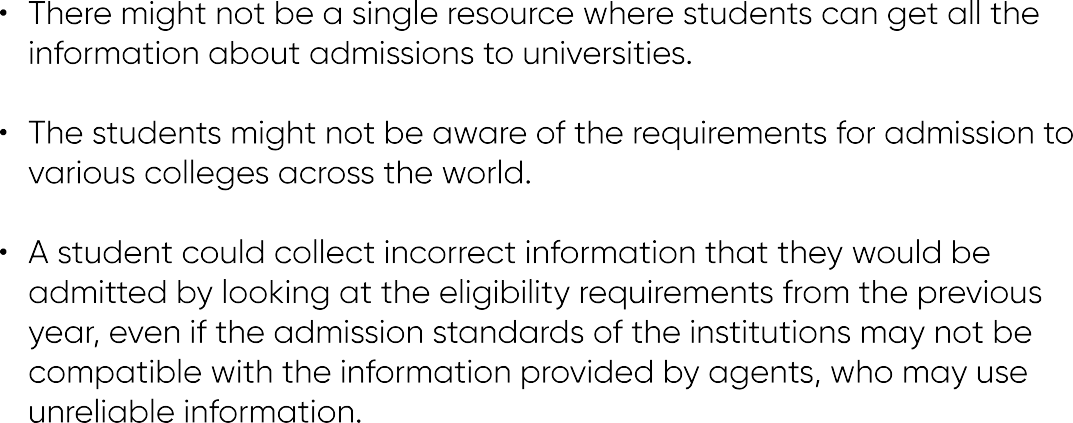 • There might not be a single resource where students can get all the
information about admissions to universities.
• The students might not be aware of the requirements for admission to
various colleges across the world.
• A student could collect incorrect information that they would be
admitted by looking at the eligibility requirements from the previous
year, even if the admission standards of the institutions may not be
compatible with the information provided by agents, who may use
unreliable information.